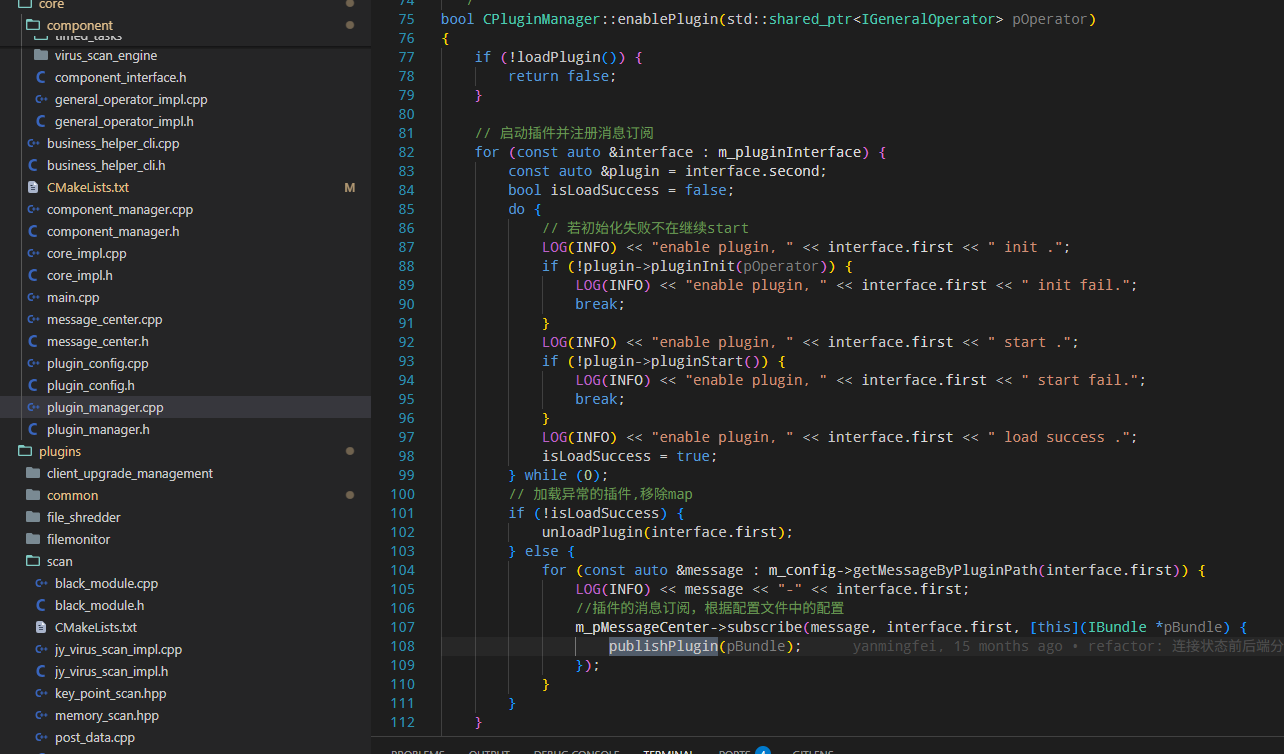 core
component
timed_tasks
virus_scan_engine
component_interface.h
general_operator_impl.cpp
general_operator_impl.h
business_helper_cli.cpp
business_helper_cli.h
CMakeLists.txt M
component_manager.cpp
component_manager.h
core_impl.cpp
core_impl.h
main.cpp
message_center.cpp
message_center.h
plugin_config.cpp
plugin_config.h
plugin_manager.cpp
plugin_manager.h
plugins
client_upgrade_management
common
file_shredder
filemonitor
scan
black_module.cpp
black_module.h
CMakeLists.txt
jy_virus_scan_impl.cpp
jy_virus_scan_impl.h
key_point_scan.hpp
memory_scan.hpp
post_data.cpp
74 /
75 bool CPluginManager::enablePlugin(std::shared_ptr<IGeneralOperator> pOperator)
76 {
77     if (!loadPlugin()) {
78         return false;
79     }
80
81     // 启动插件并注册消息订阅
82     for (const auto &interface : m_pluginInterface) {
83         const auto &plugin = interface.second;
84         bool isLoadSuccess = false;
85         do {
86             // 若初始化失败不在继续start
87             LOG(INFO) << "enable plugin, " << interface.first << " init .";
88             if (!plugin->pluginInit(pOperator)) {
89                 LOG(INFO) << "enable plugin, " << interface.first << " init fail.";
90                 break;
91             }
92             LOG(INFO) << "enable plugin, " << interface.first << " start .";
93             if (!plugin->pluginStart()) {
94                 LOG(INFO) << "enable plugin, " << interface.first << " start fail.";
95                 break;
96             }
97             LOG(INFO) << "enable plugin, " << interface.first << " load success .";
98             isLoadSuccess = true;
99         } while (0);
100         // 加载异常的插件,移除map
101         if (!isLoadSuccess) {
102             unloadPlugin(interface.first);
103         } else {
104             for (const auto &message : m_config->getMessageByPluginPath(interface.first)) {
105                 LOG(INFO) << message << "-" << interface.first;
106                 //插件的消息订阅，根据配置文件中的配置
107                 m_pMessageCenter->subscribe(message, interface.first, [this](IBundle *pBundle) {
108                     publishPlugin(pBundle); yanmingfei, 15 months ago • refactor: 连接状态前后端分
109                 });
110             }
111         }
112     }
PROBLEMS OUTPUT DEBUG CONSOLE TERMINAL PORTS 4 GITLENS